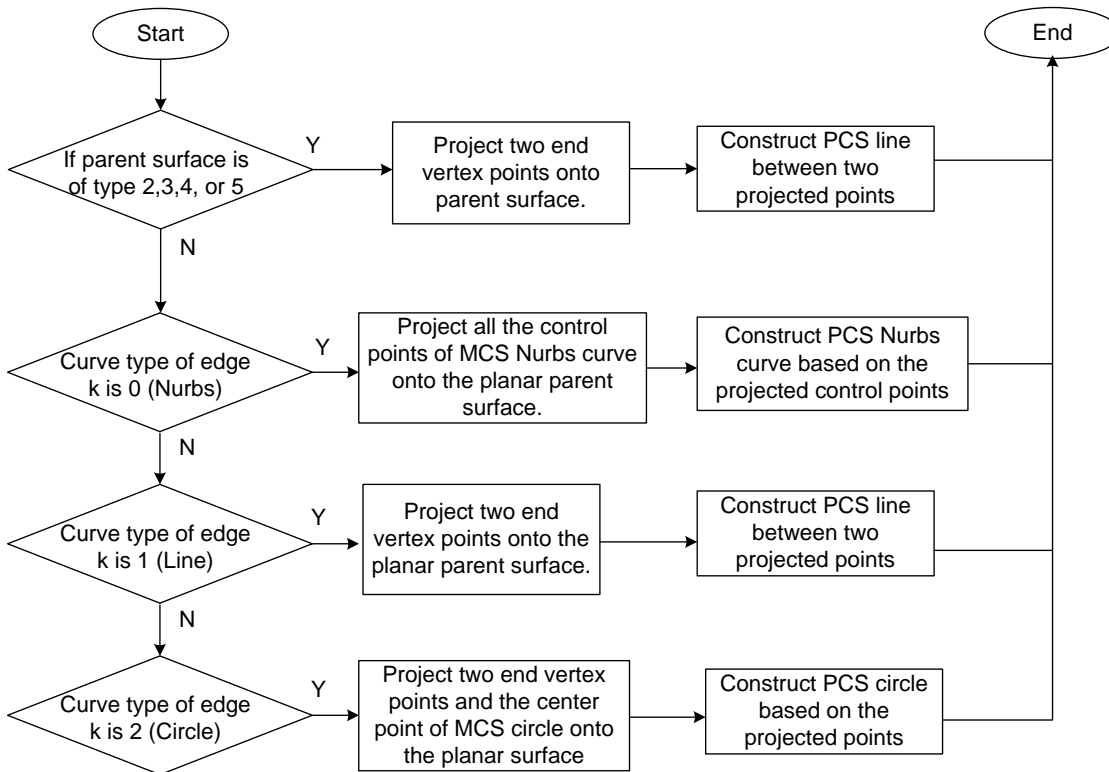 Start
End
If parent surface is
of type 2,3,4, or 5
Y
Project two end
vertex points onto
parent surface.
Construct PCS line
between two
projected points
N
Curve type of edge
k is 0 (Nurbs)
Y
Project all the control
points of MCS Nurbs curve
onto the planar parent
surface.
Construct PCS Nurbs
curve based on the
projected control points
N
Curve type of edge
k is 1 (Line)
Y
Project two end
vertex points onto the
planar parent surface.
Construct PCS line
between two
projected points
N
Curve type of edge
k is 2 (Circle)
Y
Project two end vertex
points and the center
point of MCS circle onto
the planar surface
Construct PCS circle
based on the
projected points